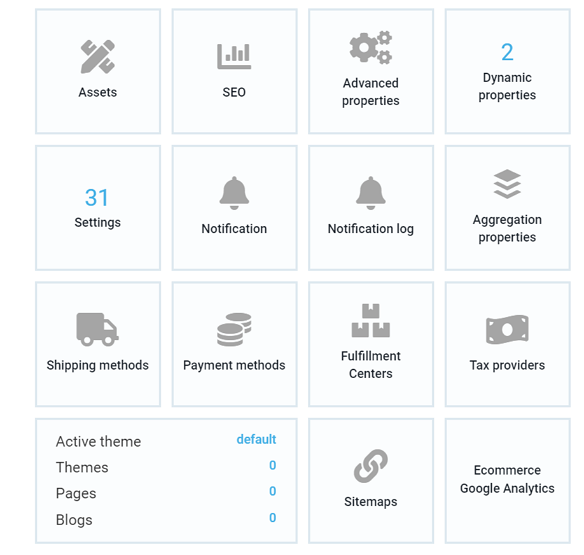 Assets
SEO
Advanced
properties
2
Dynamic
properties
31
Settings
Notification
Notification log
Aggregation
properties
Shipping methods
Payment methods
Fulfillment
Centers
Tax providers
Active theme default
Themes 0
Pages 0
Blogs 0
Sitemaps
Ecommerce
Google Analytics